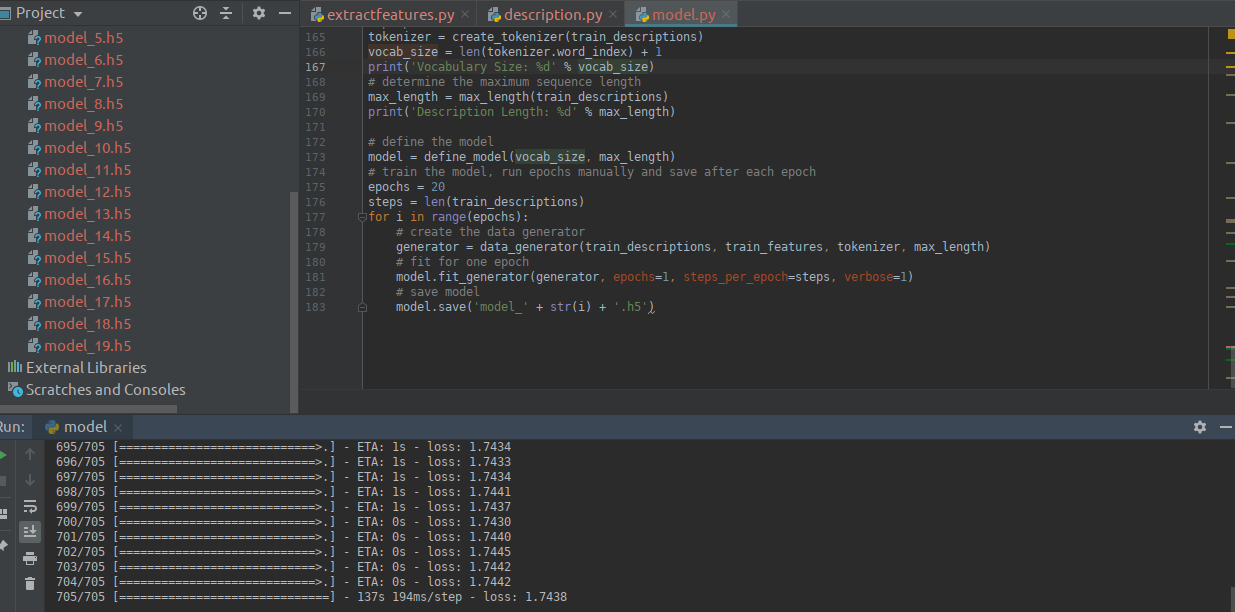 Project
extractfeatures.py
description.py
model.py
model_5.h5
model_6.h5
model_7.h5
model_8.h5
model_9.h5
model_10.h5
model_11.h5
model_12.h5
model_13.h5
model_14.h5
model_15.h5
model_16.h5
model_17.h5
model_18.h5
model_19.h5
External Libraries
Scratches and Consoles
165 tokenizer = create_tokenizer(train_descriptions)
166 vocab_size = len(tokenizer.word_index) + 1
167 print('Vocabulary Size: %d' % vocab_size)
168 # determine the maximum sequence length
169 max_length = max_length(train_descriptions)
170 print('Description Length: %d' % max_length)
171
172 # define the model
173 model = define_model(vocab_size, max_length)
174 # train the model, run epochs manually and save after each epoch
175 epochs = 20
176 steps = len(train_descriptions)
177 for i in range(epochs):
178     # create the data generator
179     generator = data_generator(train_descriptions, train_features, tokenizer, max_length)
180     # fit for one epoch
181     model.fit_generator(generator, epochs=1, steps_per_epoch=steps, verbose=1)
182     # save model
183     model.save('model_' + str(i) + '.h5')
Run:
model
695/705 [============================>.] - ETA: 1s - loss: 1.7434
696/705 [============================>.] - ETA: 1s - loss: 1.7433
697/705 [============================>.] - ETA: 1s - loss: 1.7434
698/705 [============================>.] - ETA: 1s - loss: 1.7441
699/705 [============================>.] - ETA: 1s - loss: 1.7437
700/705 [============================>.] - ETA: 0s - loss: 1.7430
701/705 [============================>.] - ETA: 0s - loss: 1.7440
702/705 [============================>.] - ETA: 0s - loss: 1.7445
703/705 [============================>.] - ETA: 0s - loss: 1.7442
704/705 [============================>.] - ETA: 0s - loss: 1.7442
705/705 [==============================] - 137s 194ms/step - loss: 1.7438